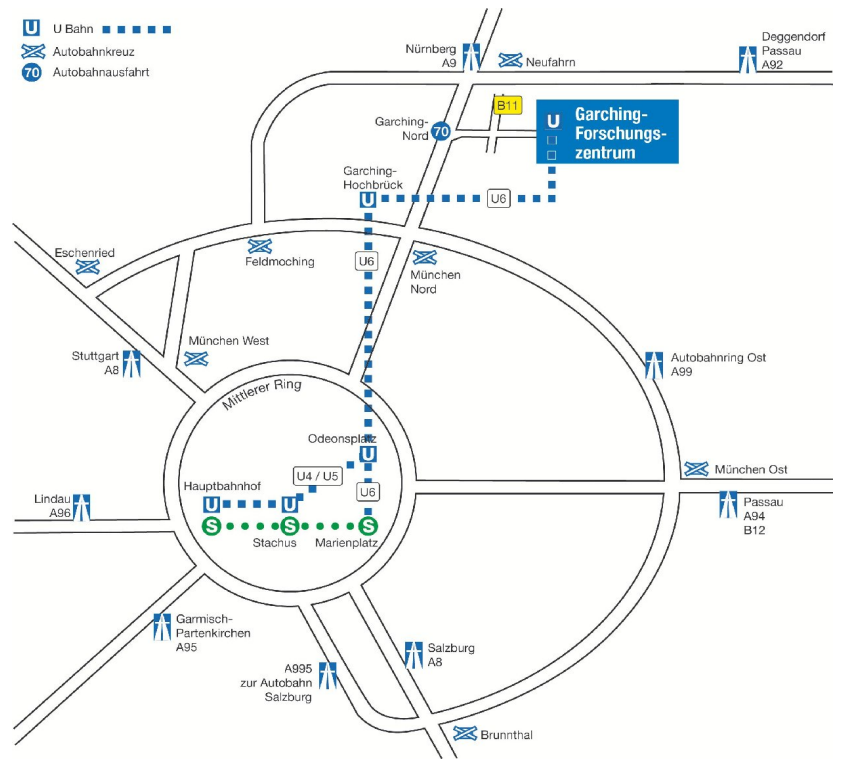 U
U Bahn
Autobahnkreuz
70
Autobahnausfahrt
Nürnberg
A9
Neufahrn
Deggendorf
Passau
A92
B11
Garching-
Nord
70
U
Garching-
Forschungs-
zentrum
Garching-
Hochbrück
U
U6
Eschenried
Feldmoching
U6
München
Nord
München West
Stuttgart
A8
Autobahnring Ost
A99
Mittlerer Ring
Odeonsplatz
U
U4 / U5
U6
Hauptbahnhof
U
U
S
S
S
Stachus
Marienplatz
Lindau
A96
München Ost
Passau
A94
B12
Garmisch-
Partenkirchen
A95
A995
zur Autobahn
Salzburg
Salzburg
A8
Brunnthal